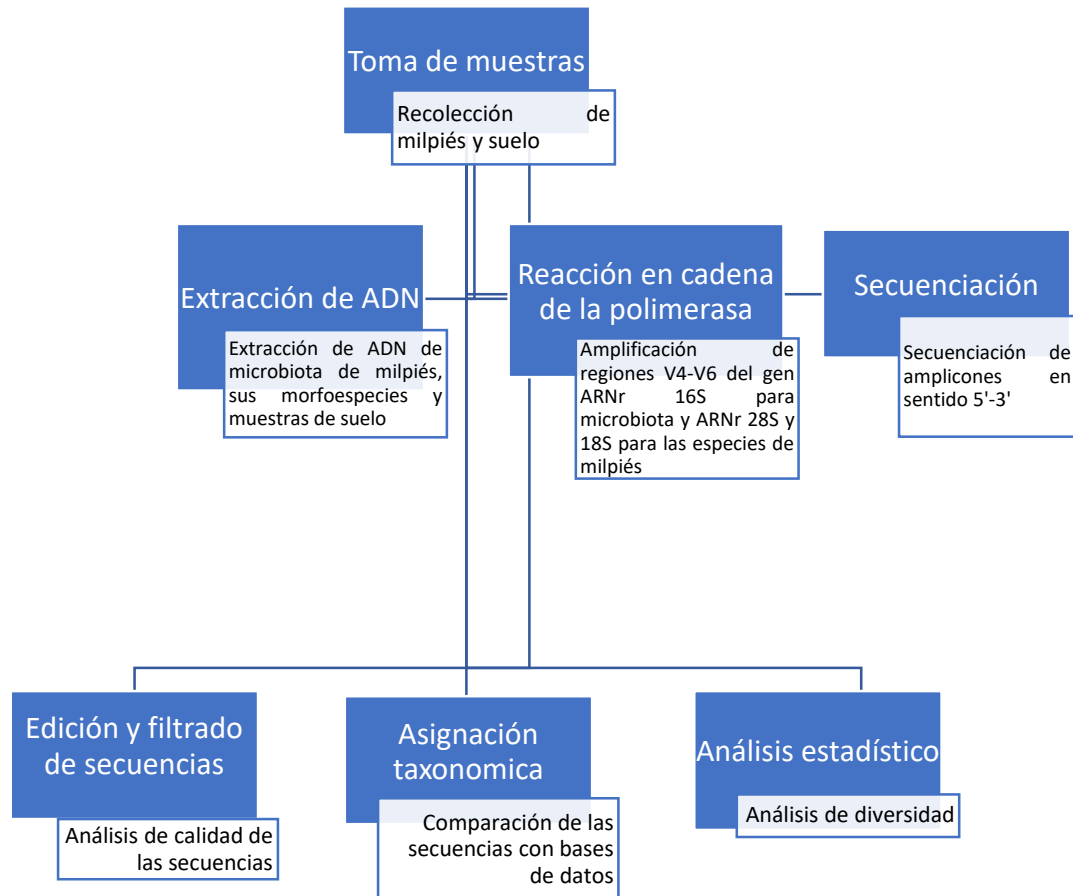 Toma de muestras
Recolección de
milpiés y suelo
Extracción de ADN
Extracción de ADN de
microbiota de milpiés,
sus morfoespecies y
muestras de suelo
Reacción en cadena
de la polimerasa
Amplificación de
regiones V4-V6 del gen
ARNr 16S para
microbiota y ARNr 28S y
18S para las especies de
milpiés
Secuenciación
Secuenciación de
amplicones en
sentido 5'-3'
Edición y filtrado
de secuencias
Análisis de calidad de
las secuencias
Asignación
taxonomica
Comparación de las
secuencias con bases
de datos
Análisis estadístico
Análisis de diversidad